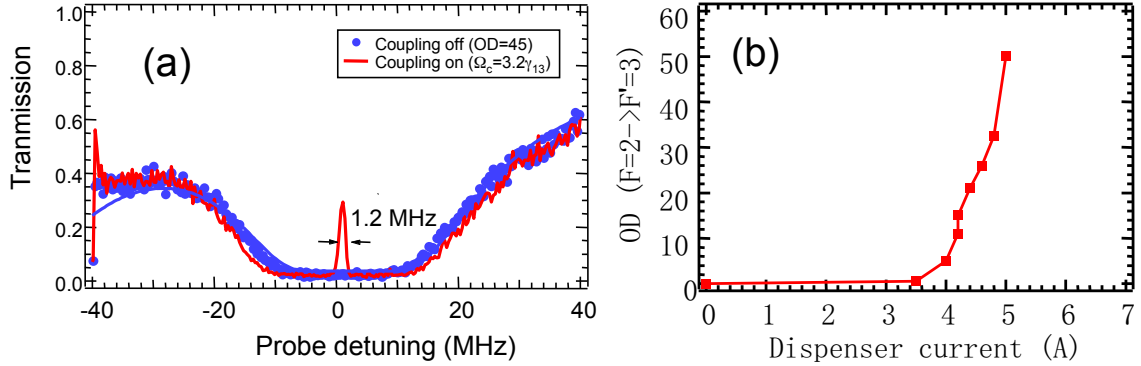 (a)
Coupling off (OD=45)
Coupling on (Ωc=3.2γ13)
1.2 MHz
Tranmission
1.0
0.8
0.6
0.4
0.2
0.0
-40
-20
0
20
40
Probe detuning (MHz)
(b)
OD (F=2->F'=3)
60
50
40
30
20
10
0
0
1
2
3
4
5
6
7
Dispenser current (A)